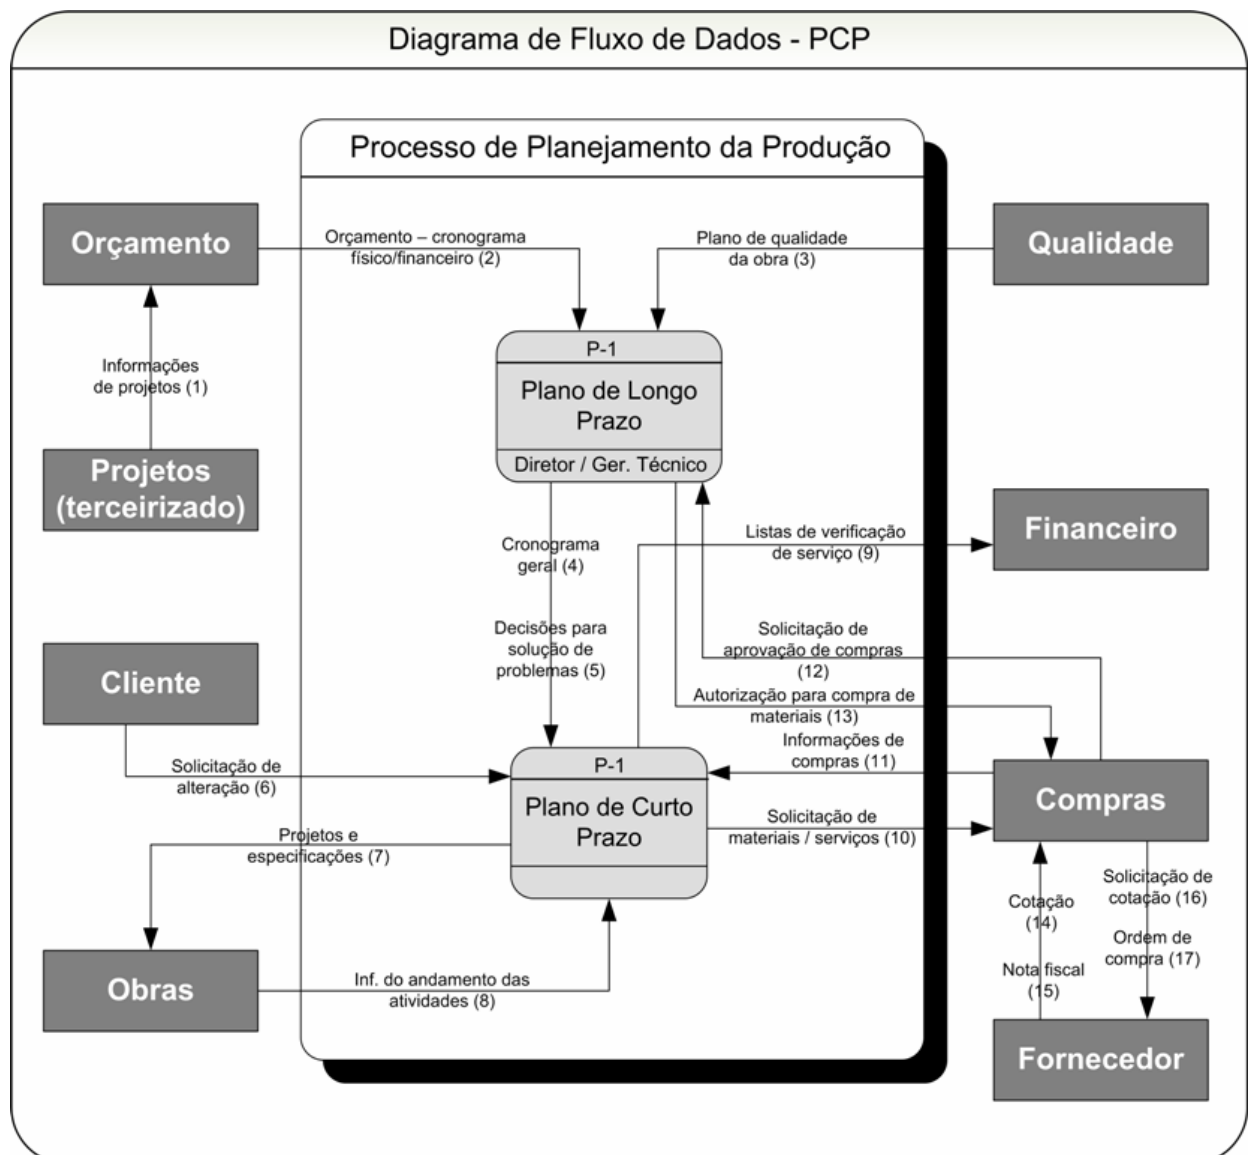 Diagrama de Fluxo de Dados - PCP
Processo de Planejamento da Produção
Orçamento
Orçamento – cronograma
físico/financeiro (2)
Plano de qualidade
da obra (3)
Qualidade
Informações
de projetos (1)
P-1
Plano de Longo
Prazo
Diretor / Ger. Técnico
Projetos
(terceirizado)
Cronograma
geral (4)
Listas de verificação
de serviço (9)
Financeiro
Decisões para
solução de
problemas (5)
Solicitação de
aprovação de compras
(12)
Cliente
Autorização para compra de
materiais (13)
Solicitação de
alteração (6)
P-1
Plano de Curto
Prazo
Informações de
compras (11)
Compras
Solicitação de
materiais / serviços (10)
Projetos e
especificações (7)
Cotação
(14)
Nota fiscal
(15)
Solicitação de
cotação (16)
Ordem de
compra (17)
Obras
Inf. do andamento das
atividades (8)
Fornecedor